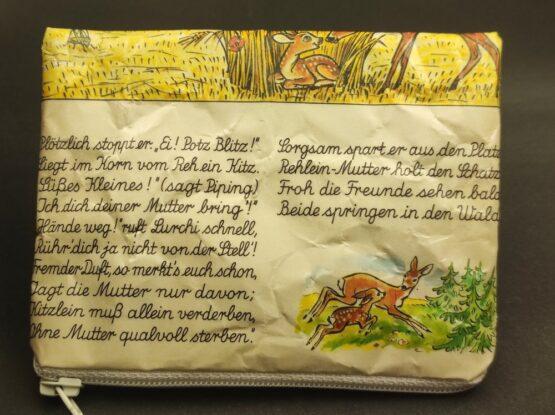 Plötzlich stoppt er. „Ei! Potz Blitz!"
Liegt im Korn vom Reh ein Kitz.
„Süßes Kleines!" (sagt Piping)
„Ich dich deiner Mutter bring'!"
„Hände weg!" ruft Lurchi schnell,
„Rühr' dich ja nicht von der Stell'!
Fremder Duft, so merkt's euch schon,
Jagt die Mutter nur davon;
Kitzlein muß allein verderben,
Ohne Mutter qualvoll sterben."
Sorgsam spart er aus den Platz
Rehlein-Mutter holt den Schatz
Froh die Freunde sehen bald
Beide springen in den Wald